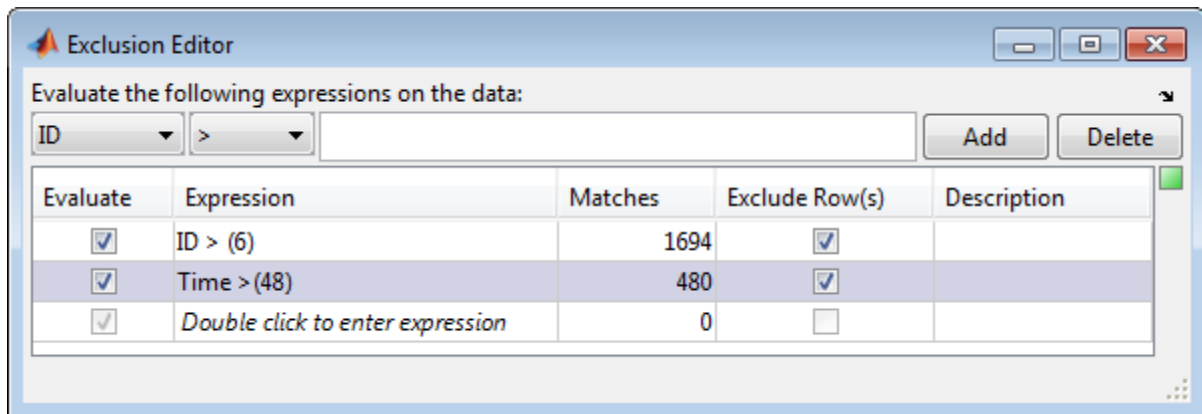 Exclusion Editor
Evaluate the following expressions on the data:
ID > Add Delete
Evaluate Expression Matches Exclude Row(s) Description
ID > (6) 1694
Time >(48) 480
Double click to enter expression 0